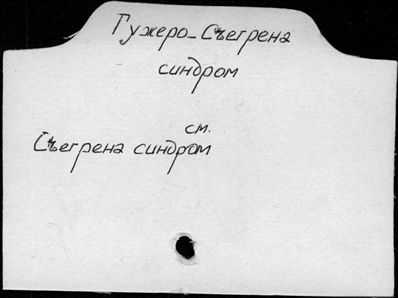 Гужеро-Съегрена
синдром
см.
Съегрена синдром